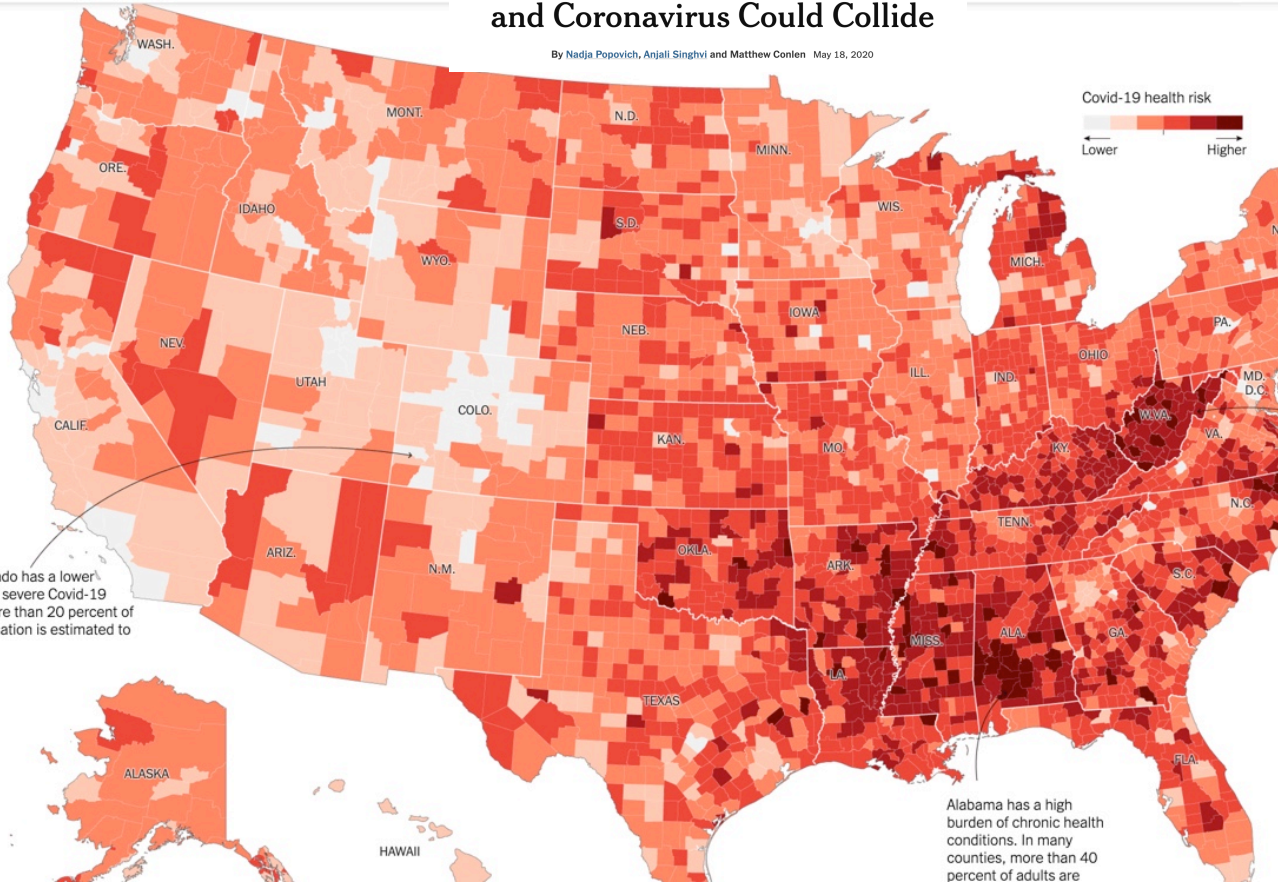 and Coronavirus Could Collide
By Nadja Popovich, Anjali Singhvi and Matthew Conlen May 18, 2020
Covid-19 health risk
Lower
Higher
WASH.
MONT.
N.D.
MINN.
ORE.
IDAHO
WYO.
S.D.
WIS.
MICH.
N
NEV.
UTAH
COLO.
NEB.
IOWA
ILL.
IND.
OHIO
PA.
MD.
D.C.
CALIF.
KAN.
MO.
KY.
W.VA.
VA.
ARIZ.
N.M.
OKLA.
ARK.
TENN.
N.C.
S.C.
MISS.
ALA.
GA.
LA.
TEXAS
FLA.
ALASKA
HAWAII
do has a lower
severe Covid-19
re than 20 percent of
ation is estimated to
Alabama has a high
burden of chronic health
conditions. In many
counties, more than 40
percent of adults are